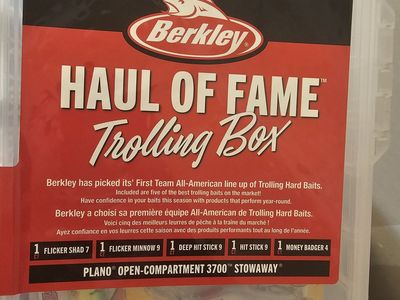 Berkley
HAUL OF FAME™
Trolling Box
Berkley has picked its' First Team All-American line up of Trolling Hard Baits.
Included are five of the best trolling baits on the market!
Have confidence in your baits this season with products that perform year-round.
Berkley a choisi sa première équipe All-American de Trolling Hard Baits.
Voici cinq des meilleurs leurres de pêche à la traîne du marché !
Ayez confiance en vos leurres cette saison avec des produits performants tout au long de l'année.
1 FLICKER SHAD 7 1 FLICKER MINNOW 9 1 DEEP HIT STICK 9 1 HIT STICK 9 1 MONEY BADGER 4
PLANO® OPEN-COMPARTMENT 3700™ STOWAWAY®